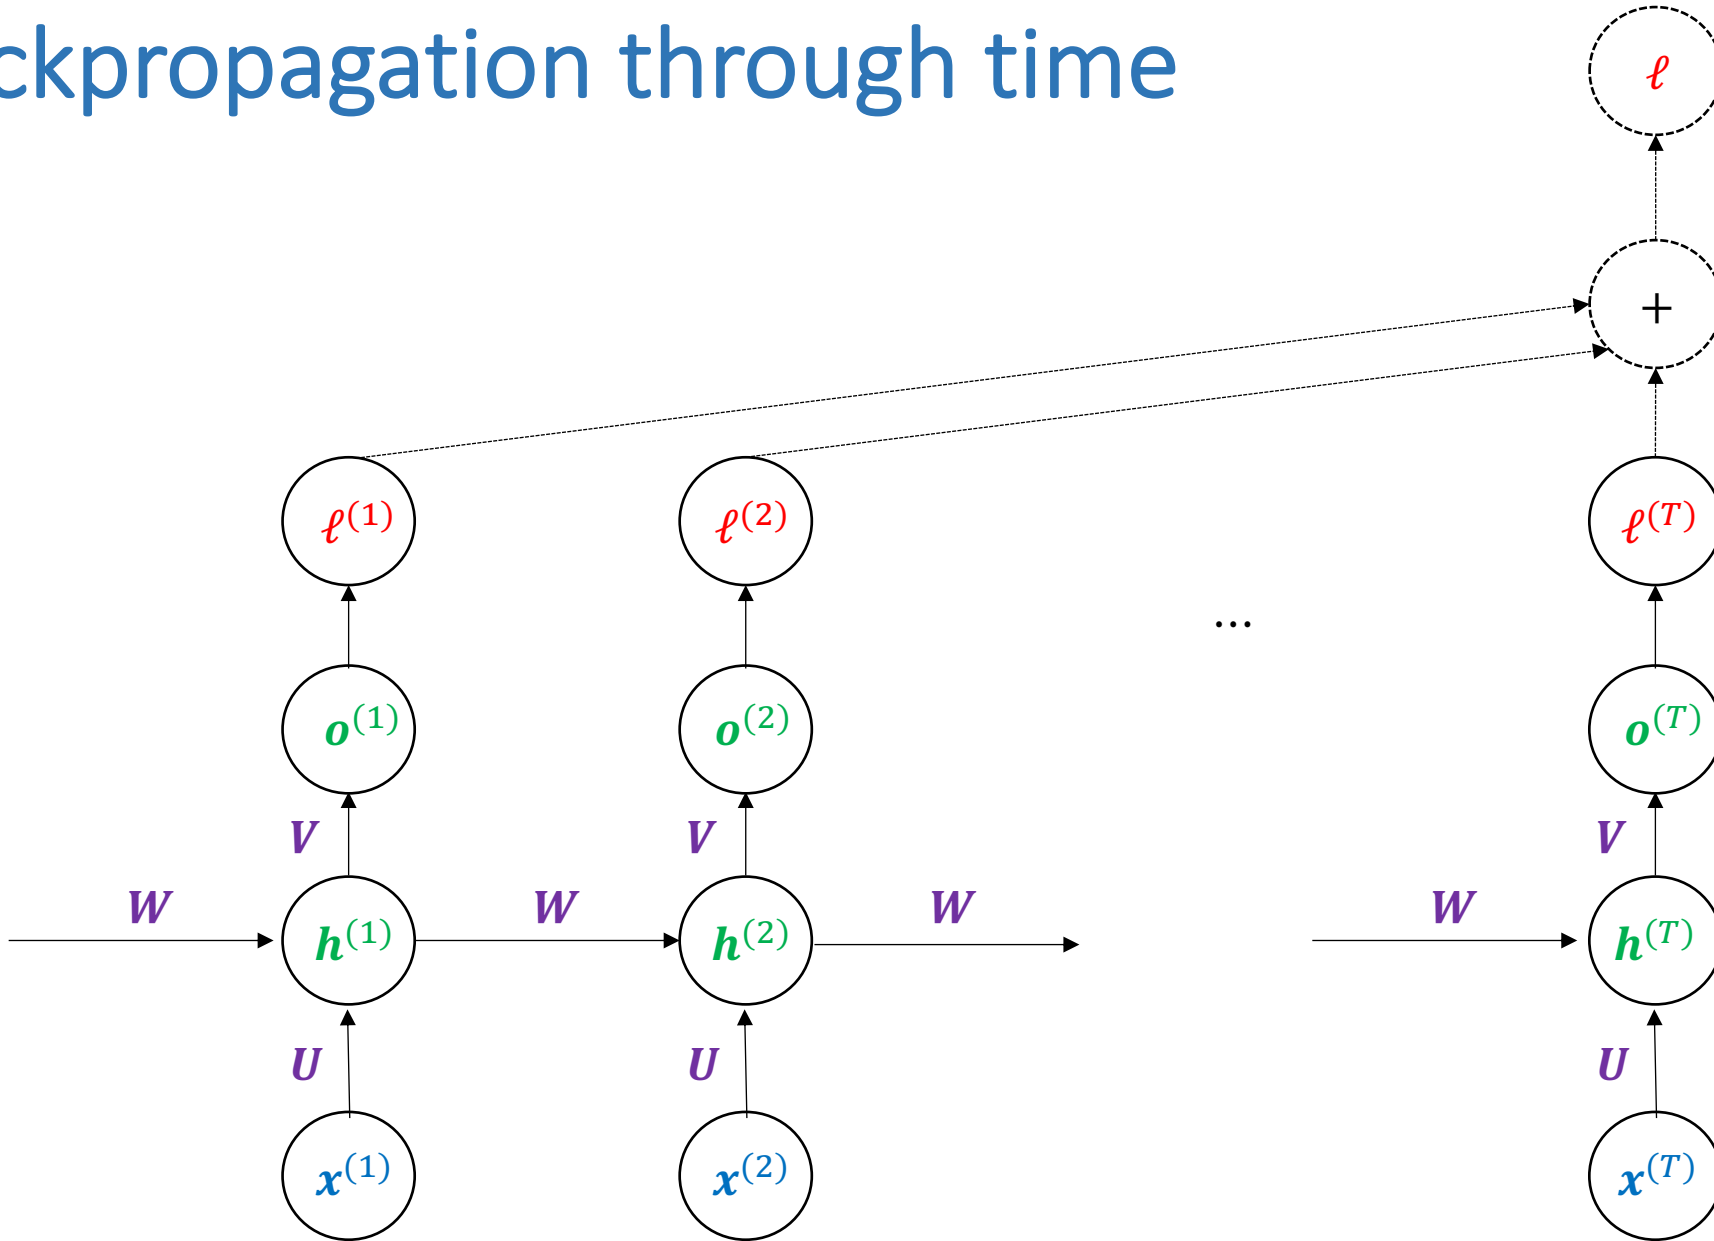 ckpropagation through time
ℓ
+
ℓ(1) ℓ(2) ℓ(T)
...
o(1) o(2) o(T)
V V V
W W W W
h(1) h(2) h(T)
U U U
x(1) x(2) x(T)